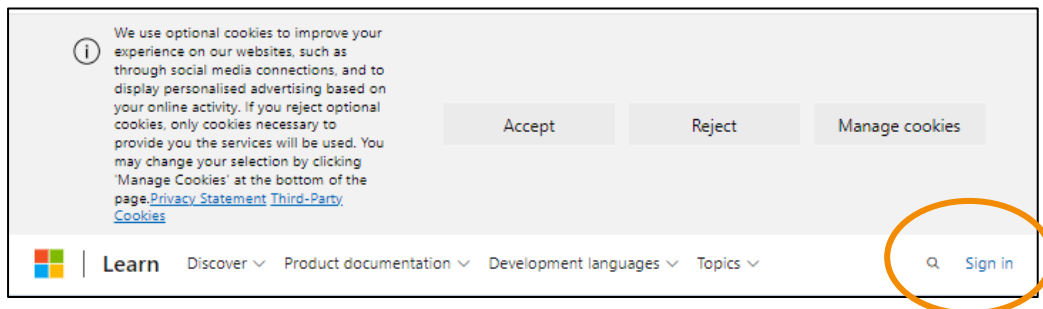 We use optional cookies to improve your
experience on our websites, such as
through social media connections, and to
display personalised advertising based on
your online activity. If you reject optional
cookies, only cookies necessary to
provide you the services will be used. You
may change your selection by clicking
'Manage Cookies' at the bottom of the
page.Privacy Statement Third-Party
Cookies
Accept Reject Manage cookies
Learn Discover Product documentation Development languages Topics Sign in